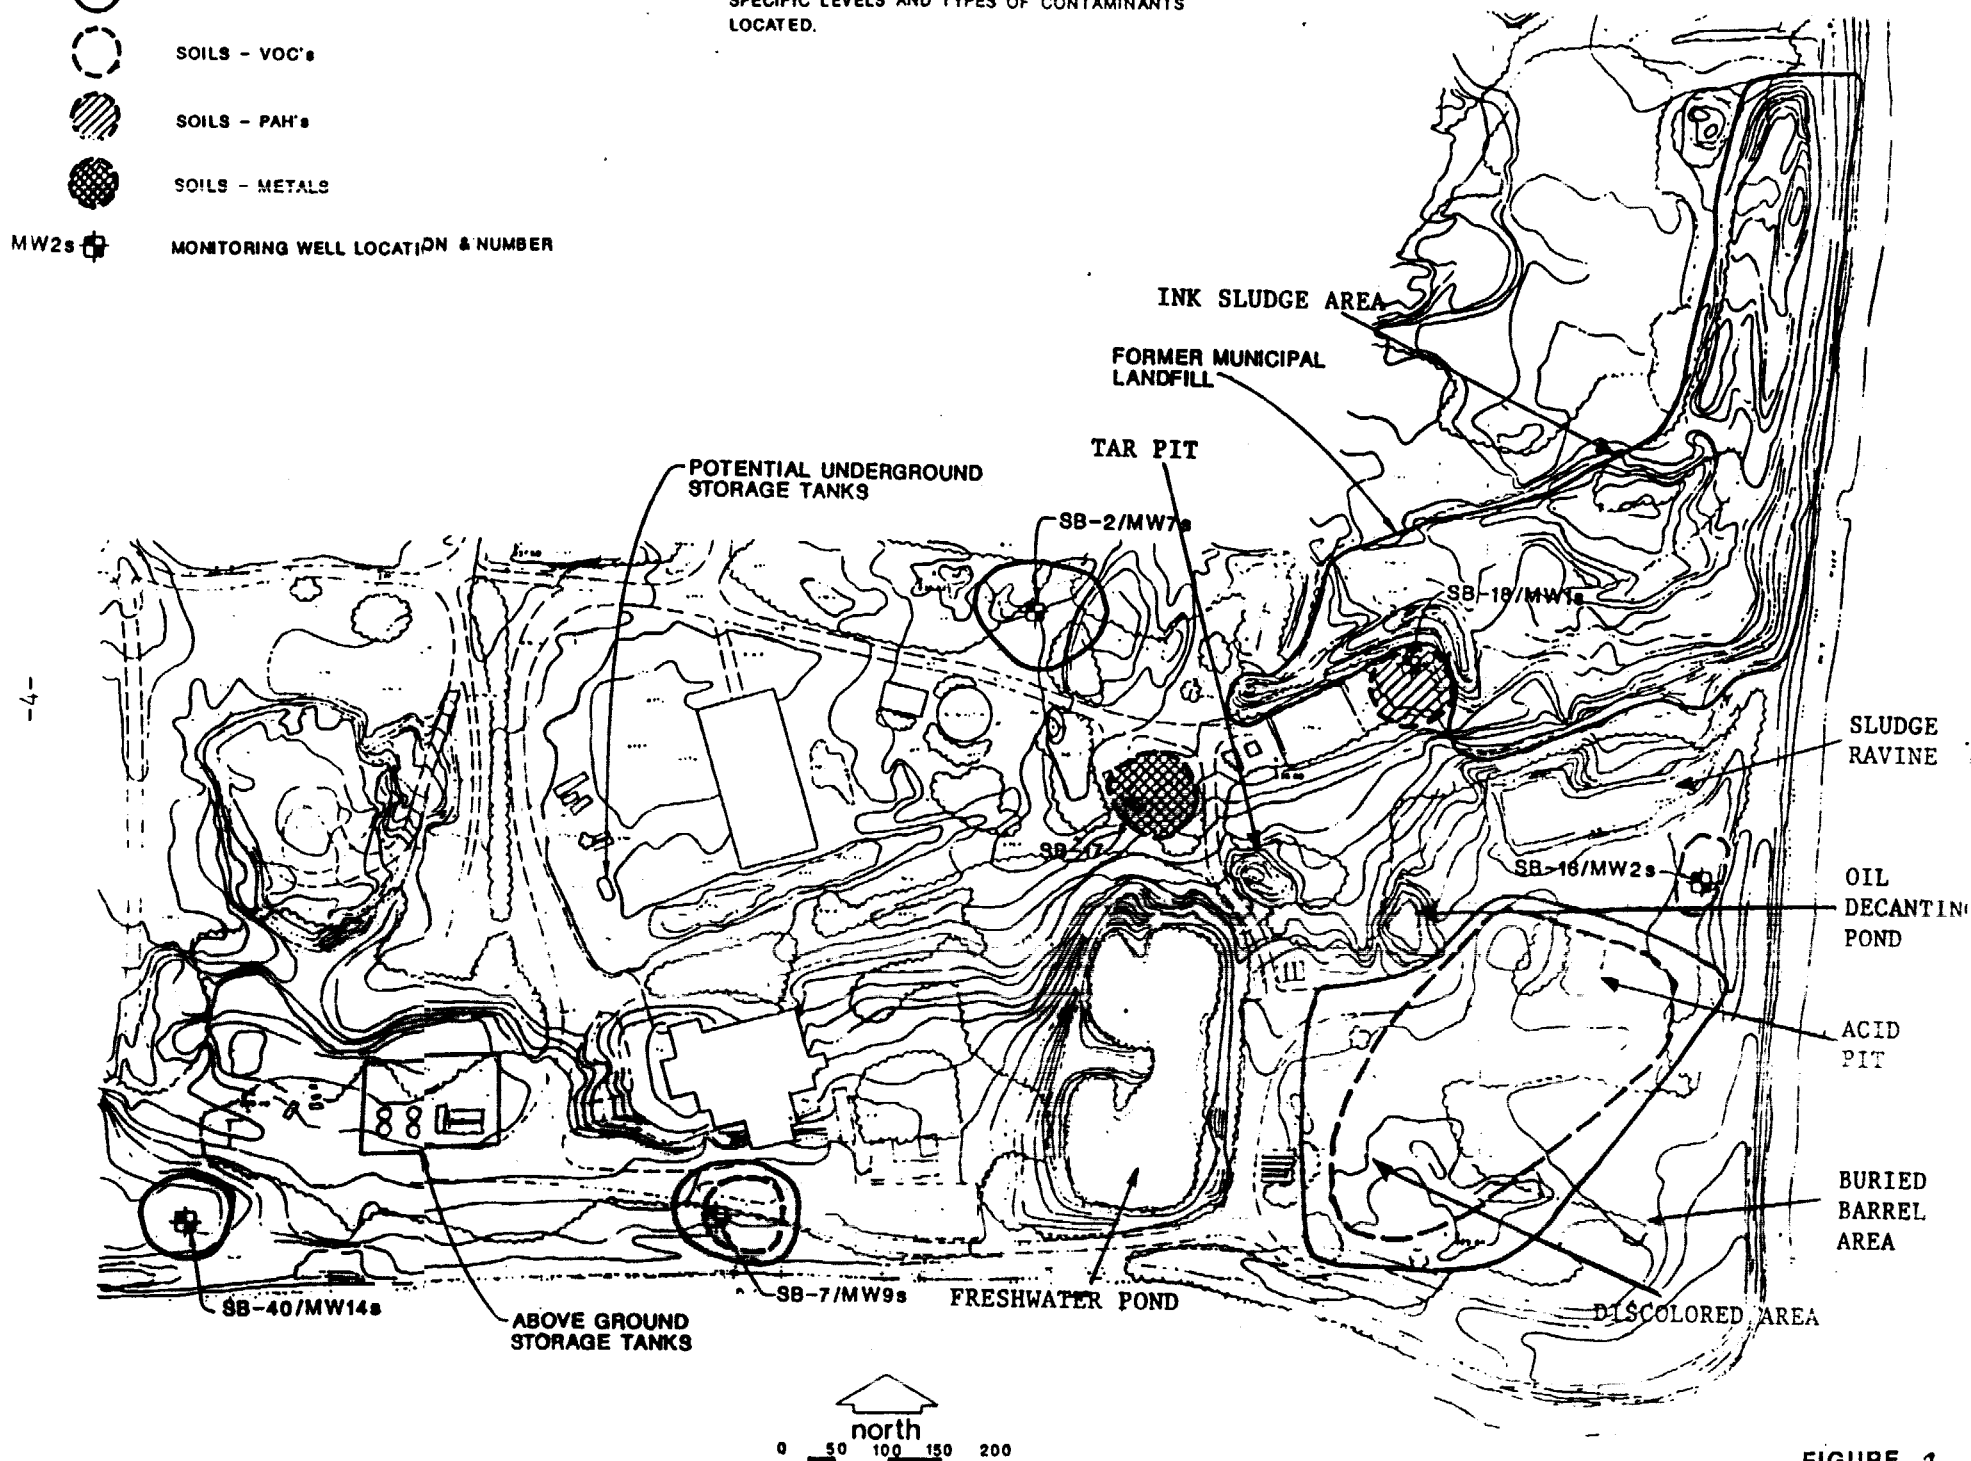 SPECIFIC LEVELS AND TYPES OF CONTAMINANTS
LOCATED.
SOILS - VOC's
SOILS - PAH's
SOILS - METALS
MW2s
MONITORING WELL LOCATION & NUMBER
INK SLUDGE AREA
FORMER MUNICIPAL
LANDFILL
TAR PIT
POTENTIAL UNDERGROUND
STORAGE TANKS
SB-2/MW7s
SB-18/MW1s
-4-
SLUDGE
RAVINE
SB-17
SB-16/MW2s
OIL
DECANTIN
POND
ACID
PIT
BURIED
BARREL
AREA
SB-40/MW14s
SB-7/MW9s
FRESHWATER POND
DISCOLORED AREA
ABOVE GROUND
STORAGE TANKS
north
0 50 100 150 200
FIGURE